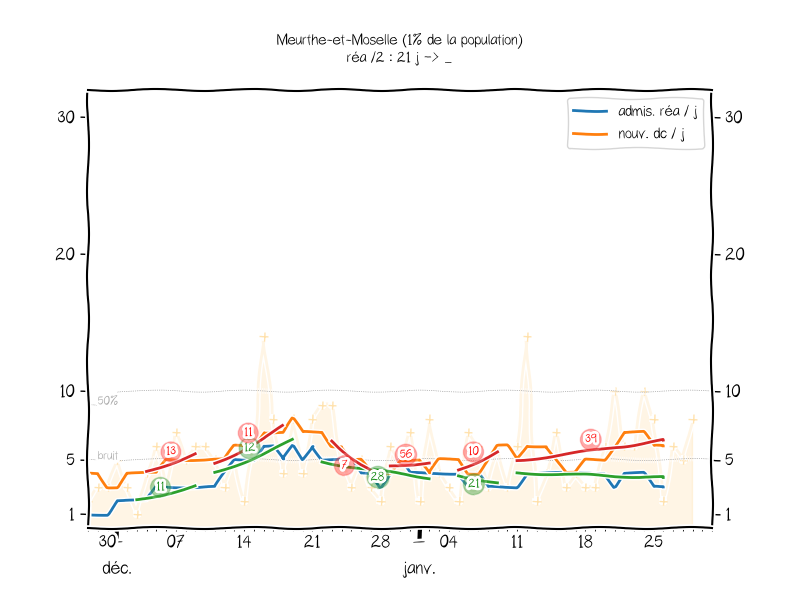 Meurthe-et-Moselle (1% de la population)
réa /2 : 21 j -> _
admis. réa / j
nouv. dc / j
30 30
20 20
10 10
50%
5 bruit 5
1 1
13 11 12 11 7 28 56 10 21 39
30 07 14 21 28 04 11 18 25
déc. janv.